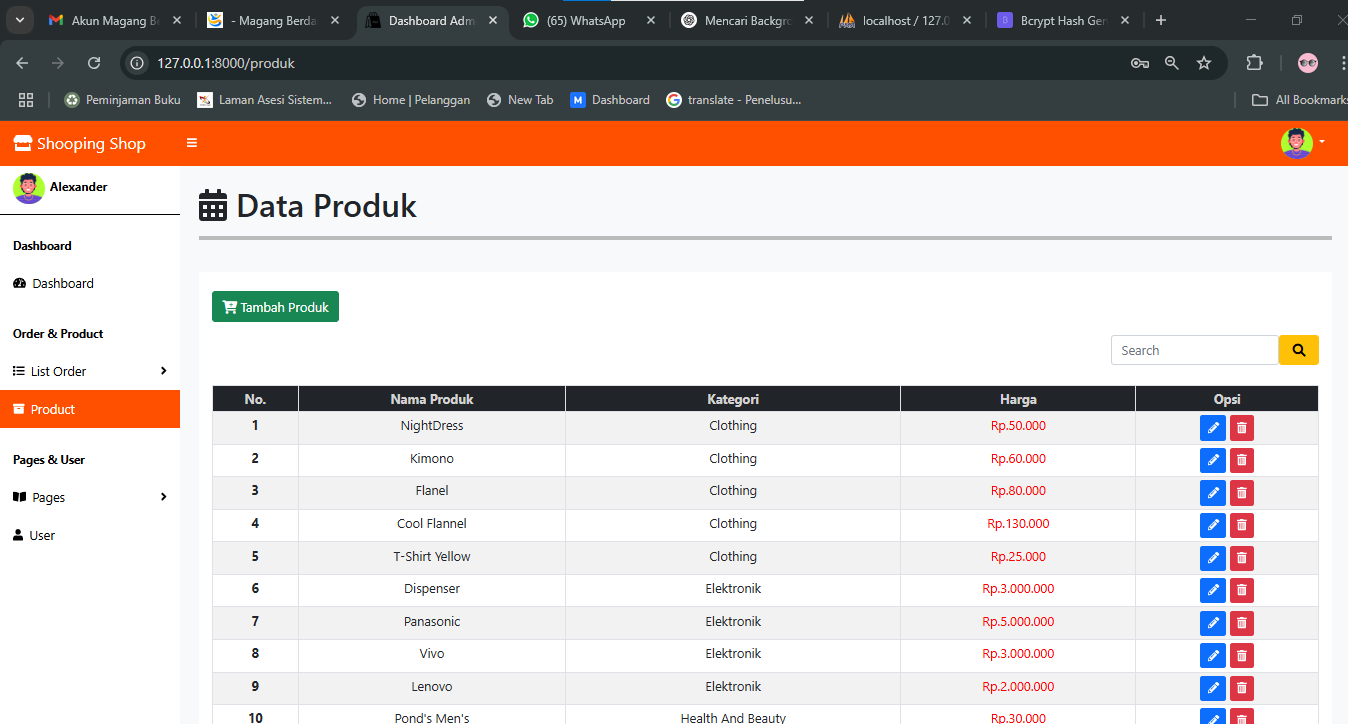 Akun Magang Be
- Magang Berda
Dashboard Adm
(65) WhatsApp
Mencari Backgro
localhost / 127.0
Bcrypt Hash Gen
127.0.0.1:8000/produk
Peminjaman Buku
Laman Asesi Sistem...
Home | Pelanggan
New Tab
M Dashboard
translate - Penelusu...
All Bookmarks
Shooping Shop
Alexander
Data Produk
Dashboard
Dashboard
Order & Product
List Order
Product
Pages & User
Pages
User
Tambah Produk
Search
No. Nama Produk Kategori Harga Opsi
1 NightDress Clothing Rp.50.000
2 Kimono Clothing Rp.60.000
3 Flanel Clothing Rp.80.000
4 Cool Flannel Clothing Rp.130.000
5 T-Shirt Yellow Clothing Rp.25.000
6 Dispenser Elektronik Rp.3.000.000
7 Panasonic Elektronik Rp.5.000.000
8 Vivo Elektronik Rp.3.000.000
9 Lenovo Elektronik Rp.2.000.000
10 Pond's Men's Health And Beauty Rp.30.000